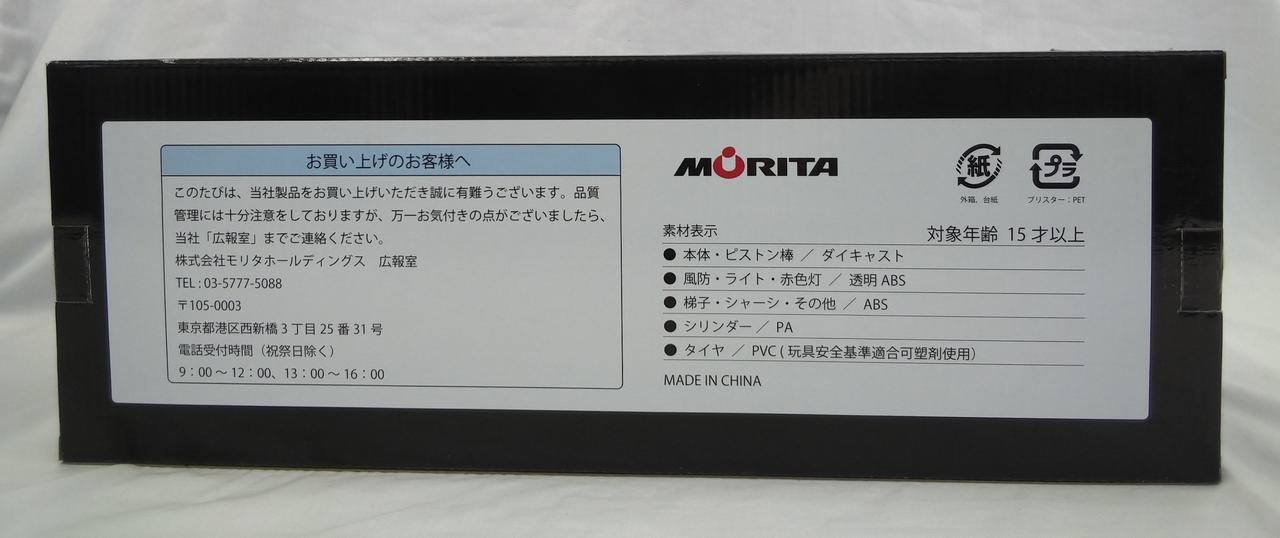 お買い上げのお客様へ
このたびは、当社製品をお買い上げいただき誠に有難うございます。品質
管理には十分注意をしておりますが、万一お気付きの点がございましたら、
当社「広報室」までご連絡ください。
株式会社モリタホールディングス 広報室
TEL : 03-5777-5088
〒105-0003
東京都港区西新橋3丁目25番31号
電話受付時間（祝祭日除く）
9：00～12：00、13：00～16：00
MORITA
紙
外箱，台紙
プラ
ブリスター：PET
素材表示
対象年齢 15才以上
● 本体・ピストン棒 ／ ダイキャスト
● 風防・ライト・赤色灯 ／ 透明ABS
● 梯子・シャーシ・その他 ／ ABS
● シリンダー ／ PA
● タイヤ ／ PVC (玩具安全基準適合可塑剤使用)
MADE IN CHINA